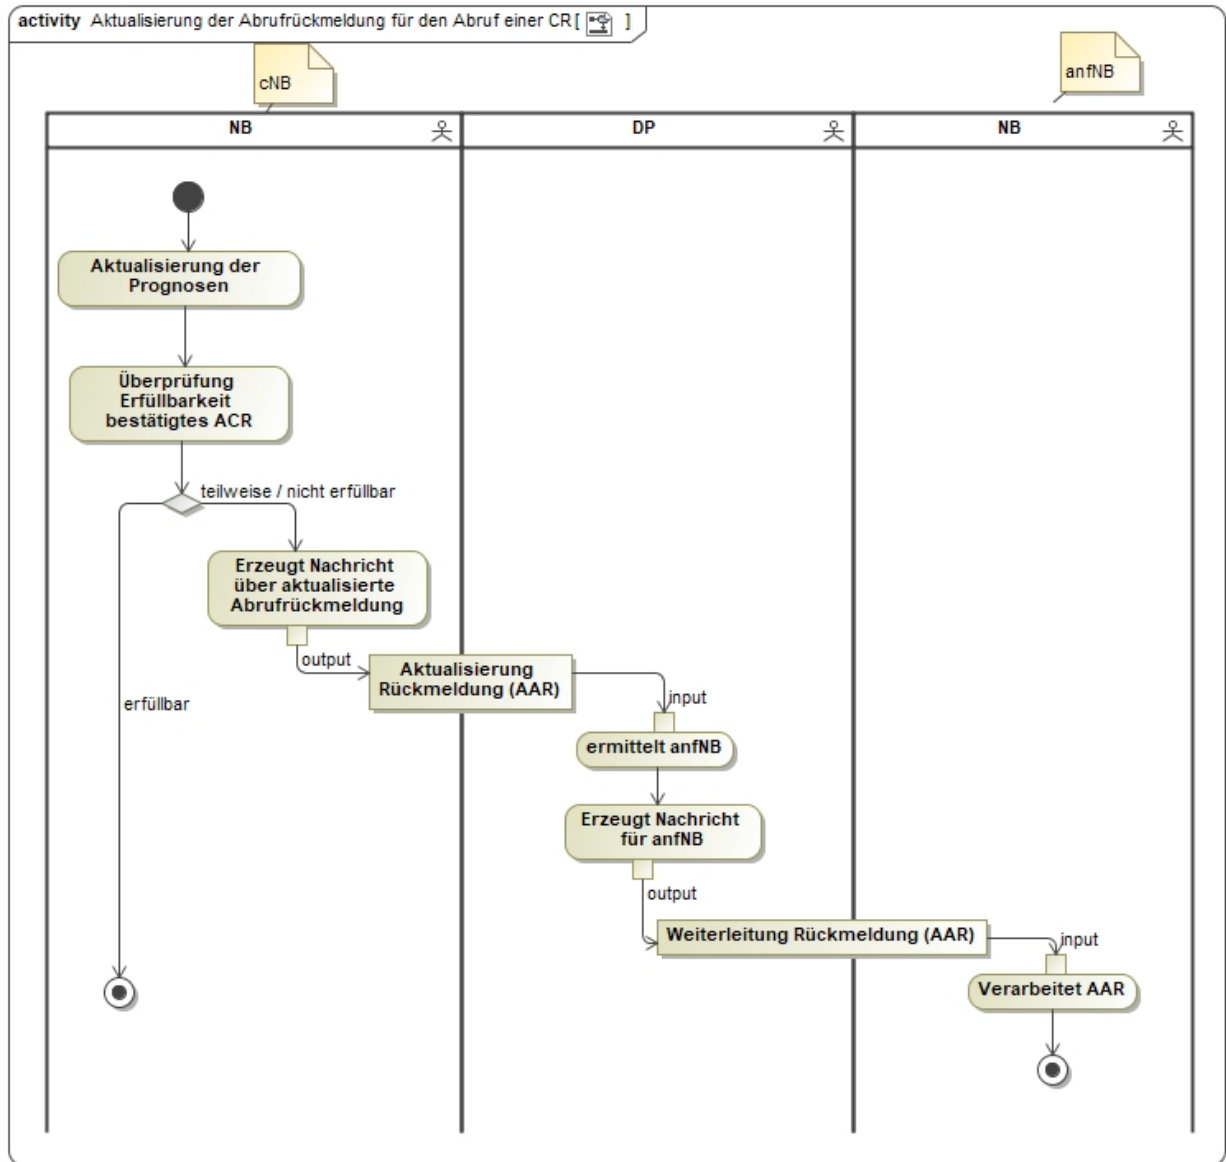 activity Aktualisierung der Abrufrückmeldung für den Abruf einer CR [ ]
cNB
anfNB
NB
DP
NB
Aktualisierung der
Prognosen
Überprüfung
Erfüllbarkeit
bestätigtes ACR
teilweise / nicht erfüllbar
Erzeugt Nachricht
über aktualisierte
Abrufrückmeldung
output
Aktualisierung
Rückmeldung (AAR)
input
erfüllbar
ermittelt anfNB
Erzeugt Nachricht
für anfNB
output
Weiterleitung Rückmeldung (AAR)
input
Verarbeitet AAR